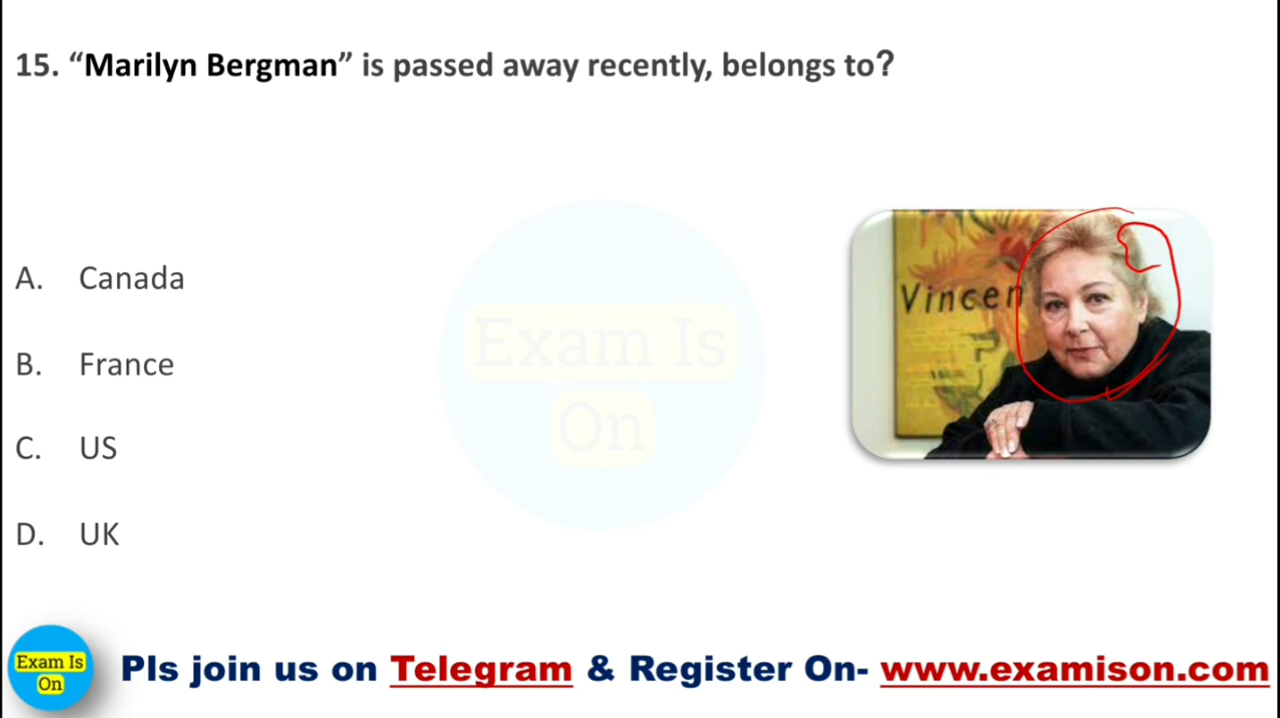 15. “Marilyn Bergman” is passed away recently, belongs to?
Vincen
A. Canada
B. France
C. US
D. UK
Exam Is
On
Exam Is
On
Pls join us on Telegram & Register On- www.examison.com